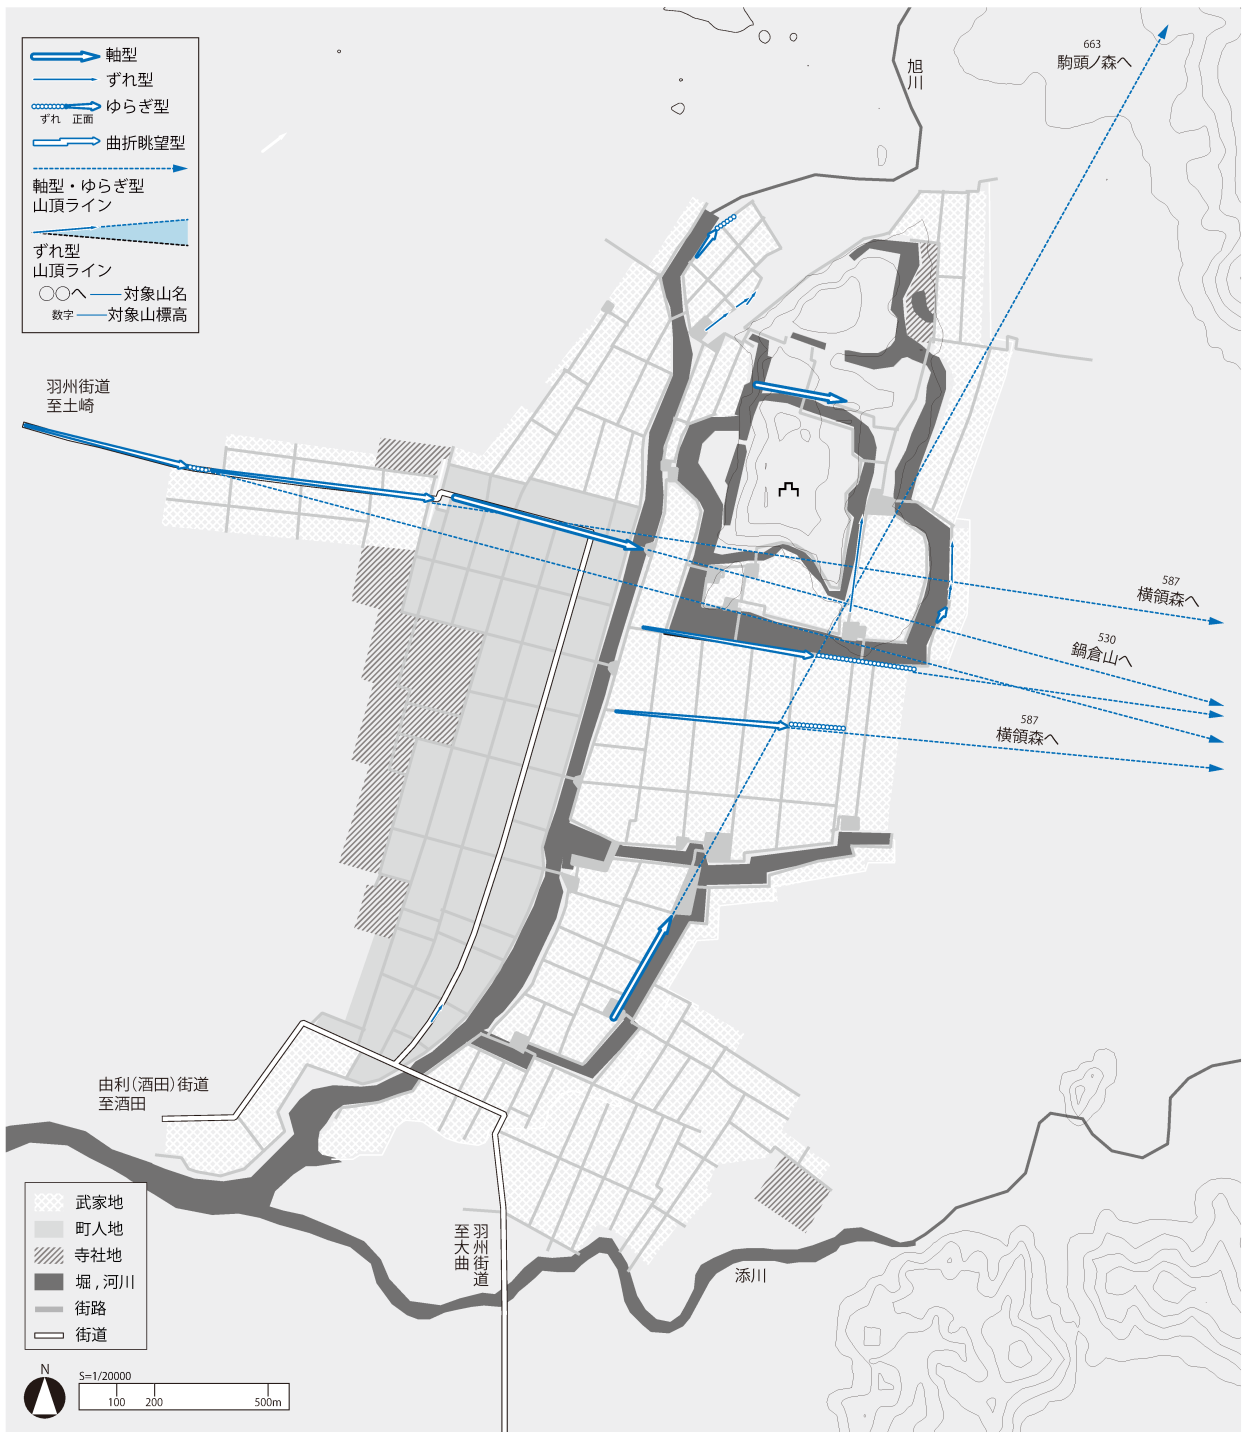 軸型
ずれ型
ゆらぎ型
ずれ 正面
曲折眺望型
軸型・ゆらぎ型
山頂ライン
ずれ型
山頂ライン
○○へ 対象山名
数字 対象山標高
663
駒頭ノ森へ
旭川
羽州街道
至土崎
587
横領森へ
530
鍋倉山へ
587
横領森へ
由利(酒田)街道
至酒田
羽州街道
至大曲
添川
武家地
町人地
寺社地
堀,河川
街路
街道
N
S=1/20000
100 200 500m